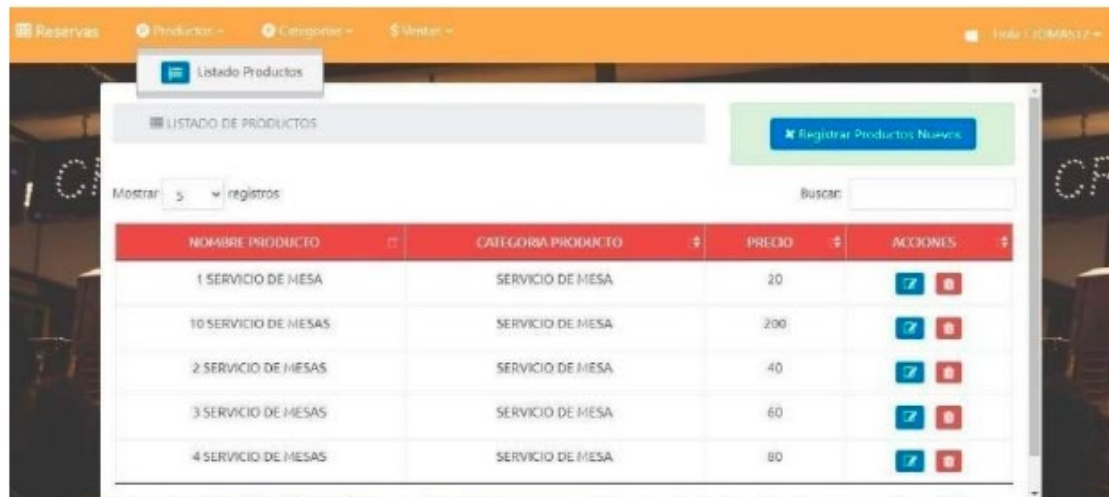 Reservas Productos Categorías $ Ventas
Listado Productos
LISTADO DE PRODUCTOS
Registrar Productos Nuevos
Mostrar 5 registros Buscar:
NOMBRE PRODUCTO CATEGORIA PRODUCTO PRECIO ACCIONES
1 SERVICIO DE MESA SERVICIO DE MESA 20
10 SERVICIO DE MESAS SERVICIO DE MESA 200
2 SERVICIO DE MESAS SERVICIO DE MESA 40
3 SERVICIO DE MESAS SERVICIO DE MESA 60
4 SERVICIO DE MESAS SERVICIO DE MESA 80